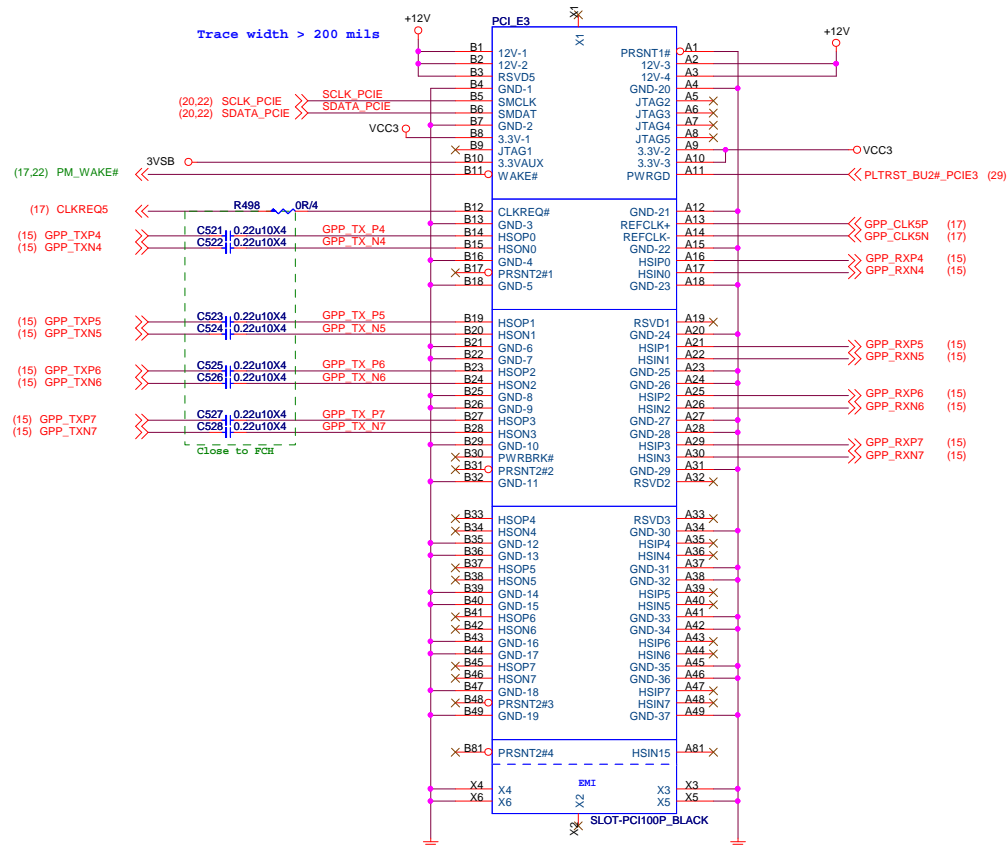 Trace width > 200 mils
+12V
PCI_E3
X1
X1
+12V
B1 12V-1 PRSNT1# A1
B2 12V-2 12V-3 A2
B3 RSVD5 12V-4 A3
B4 GND-1 GND-20 A4
(20,22) SCLK_PCIE SCLK_PCIE B5 SMCLK JTAG2 A5
(20,22) SDATA_PCIE SDATA_PCIE B6 SMDAT JTAG3 A6
B7 GND-2 JTAG4 A7
VCC3 B8 3.3V-1 JTAG5 A8
B9 JTAG1 3.3V-2 A9 VCC3
3VSB B10 3.3VAUX 3.3V-3 A10
(17,22) PM_WAKE# B11 WAKE# PWRGD A11 PLTRST_BU2#_PCIE3 (29)
(17) CLKREQ5 R498 0R/4 B12 CLKREQ# GND-21 A12
B13 GND-3 REFCLK+ A13 GPP_CLK5P (17)
(15) GPP_TXP4 C521 0.22u10X4 GPP_TX_P4 B14 HSOP0 REFCLK- A14 GPP_CLK5N (17)
(15) GPP_TXN4 C522 0.22u10X4 GPP_TX_N4 B15 HSON0 GND-22 A15
B16 GND-4 HSIP0 A16 GPP_RXP4 (15)
B17 PRSNT2#1 HSIN0 A17 GPP_RXN4 (15)
B18 GND-5 GND-23 A18
(15) GPP_TXP5 C523 0.22u10X4 GPP_TX_P5 B19 HSOP1 RSVD1 A19
(15) GPP_TXN5 C524 0.22u10X4 GPP_TX_N5 B20 HSON1 GND-24 A20
B21 GND-6 HSIP1 A21 GPP_RXP5 (15)
B22 GND-7 HSIN1 A22 GPP_RXN5 (15)
(15) GPP_TXP6 C525 0.22u10X4 GPP_TX_P6 B23 HSOP2 GND-25 A23
(15) GPP_TXN6 C526 0.22u10X4 GPP_TX_N6 B24 HSON2 GND-26 A24
B25 GND-8 HSIP2 A25 GPP_RXP6 (15)
B26 GND-9 HSIN2 A26 GPP_RXN6 (15)
(15) GPP_TXP7 C527 0.22u10X4 GPP_TX_P7 B27 HSOP3 GND-27 A27
(15) GPP_TXN7 C528 0.22u10X4 GPP_TX_N7 B28 HSON3 GND-28 A28
B29 GND-10 HSIP3 A29 GPP_RXP7 (15)
Close to FCH
B30 PWRBRK# HSIN3 A30 GPP_RXN7 (15)
B31 PRSNT2#2 GND-29 A31
B32 GND-11 RSVD2 A32
B33 HSOP4 RSVD3 A33
B34 HSON4 GND-30 A34
B35 GND-12 HSIP4 A35
B36 GND-13 HSIN4 A36
B37 HSOP5 GND-31 A37
B38 HSON5 GND-32 A38
B39 GND-14 HSIP5 A39
B40 GND-15 HSIN5 A40
B41 HSOP6 GND-33 A41
B42 HSON6 GND-34 A42
B43 GND-16 HSIP6 A43
B44 GND-17 HSIN6 A44
B45 HSOP7 GND-35 A45
B46 HSON7 GND-36 A46
B47 GND-18 HSIP7 A47
B48 PRSNT2#3 HSIN7 A48
B49 GND-19 GND-37 A49
B81 PRSNT2#4 HSIN15 A81
EMI
X4 X4 X3 X3
X6 X6 X5 X5
X2
X2
SLOT-PCI100P_BLACK